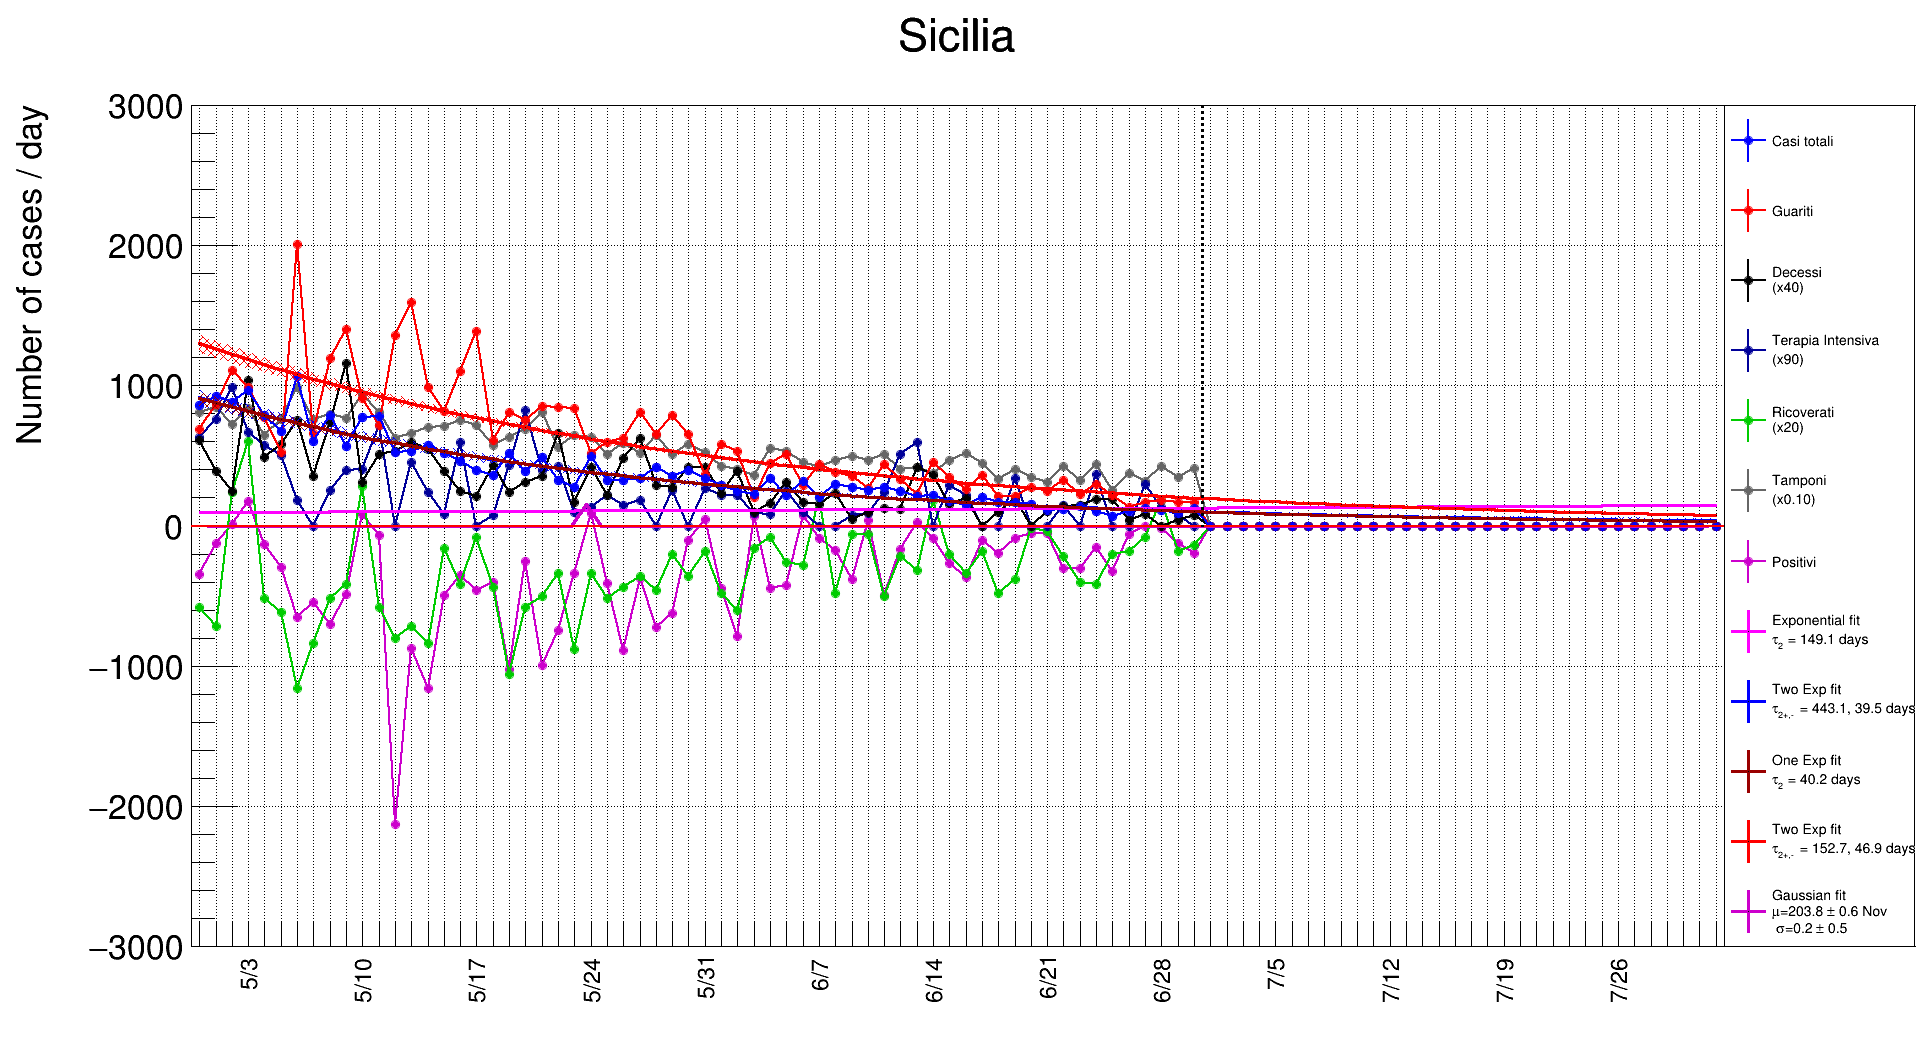 Sicilia
Number of cases / day
3000
2000
1000
0
−1000
−2000
−3000
5/3
5/10
5/17
5/24
5/31
6/7
6/14
6/21
6/28
7/5
7/12
7/19
7/26
Casi totali
Guariti
Decessi
(x40)
Terapia Intensiva
(x90)
Ricoverati
(x20)
Tamponi
(x0.10)
Positivi
Exponential fit
τ2 = 149.1 days
Two Exp fit
τ2+,- = 443.1, 39.5 days
One Exp fit
τ2 = 40.2 days
Two Exp fit
τ2+,- = 152.7, 46.9 days
Gaussian fit
μ=203.8 ± 0.6 Nov
σ=0.2 ± 0.5